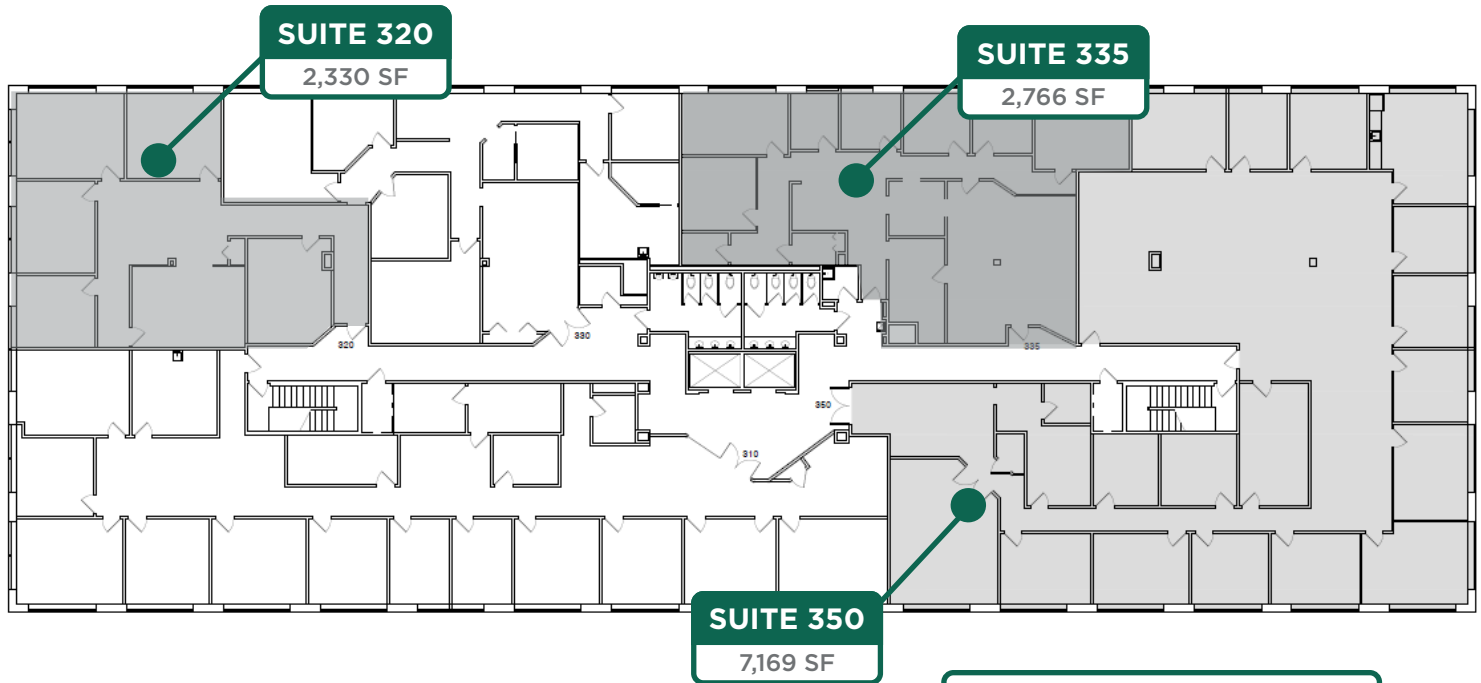 SUITE 320
2,330 SF
SUITE 335
2,766 SF
320
330
335
350
310
SUITE 350
7,169 SF